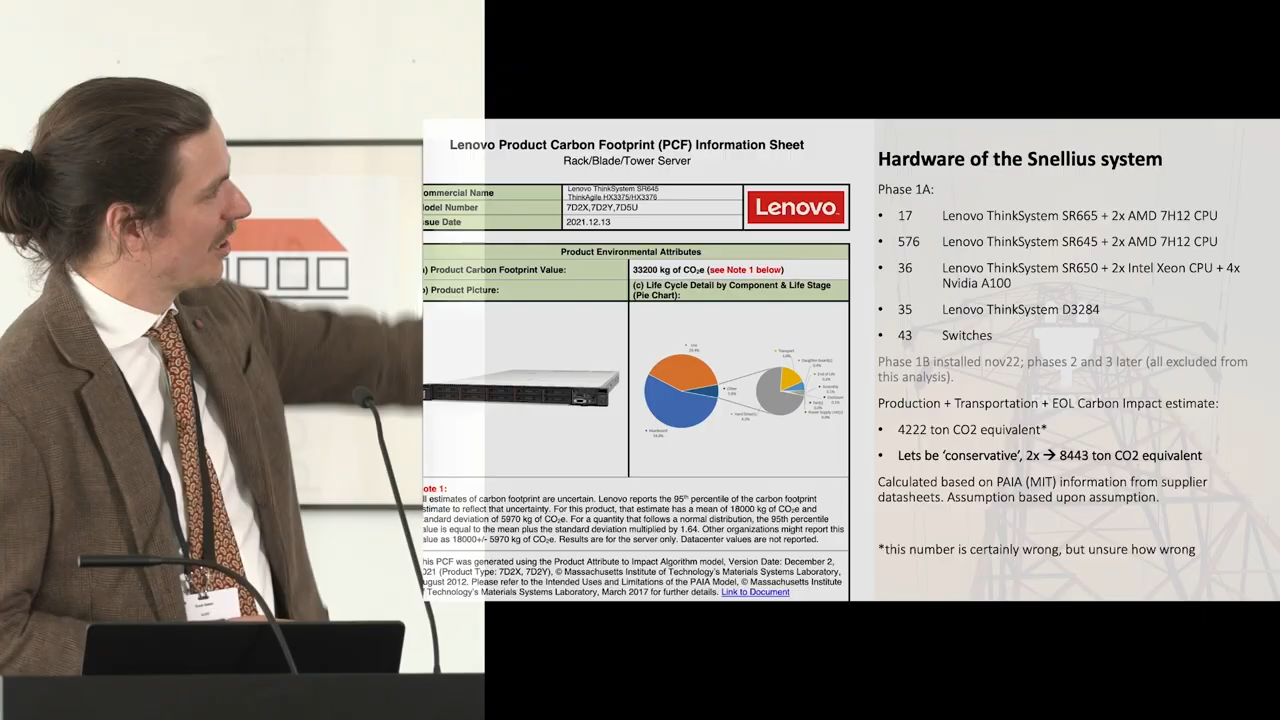 Lenovo Product Carbon Footprint (PCF) Information Sheet
Rack/Blade/Tower Server
ommercial Name
Lenovo ThinkSystem SR645
ThinkAgile HX3375/HX3376
odel Number
7D2X,7D2Y,7D5U
sue Date
2021.12.13
Lenovo
Product Environmental Attributes
) Product Carbon Footprint Value:
33200 kg of CO₂e (see Note 1 below)
) Product Picture:
(c) Life Cycle Detail by Component & Life Stage
(Pie Chart):
Use
Transport
Other
End of Life
Mainboard
ote 1:
ll estimates of carbon footprint are uncertain. Lenovo reports the 95th percentile of the carbon footprint
stimate to reflect that uncertainty. For this product, that estimate has a mean of 18000 kg of CO₂e and
andard deviation of 5970 kg of CO₂e. For a quantity that follows a normal distribution, the 95th percentile
alue is equal to the mean plus the standard deviation multiplied by 1.64. Other organizations might report this
alue as 18000+/- 5970 kg of CO₂e. Results are for the server only. Datacenter values are not reported.
his PCF was generated using the Product Attribute to Impact Algorithm model, Version Date: December 2,
021 (Product Type: 7D2X, 7D2Y), © Massachusetts Institute of Technology's Materials Systems Laboratory,
ugust 2012. Please refer to the Intended Uses and Limitations of the PAIA Model, © Massachusetts Institute
f Technology's Materials Systems Laboratory, March 2017 for further details. Link to Document
Hardware of the Snellius system
Phase 1A:
• 17 Lenovo ThinkSystem SR665 + 2x AMD 7H12 CPU
• 576 Lenovo ThinkSystem SR645 + 2x AMD 7H12 CPU
• 36 Lenovo ThinkSystem SR650 + 2x Intel Xeon CPU + 4x
Nvidia A100
• 35 Lenovo ThinkSystem D3284
• 43 Switches
Phase 1B installed nov22; phases 2 and 3 later (all excluded from
this analysis).
Production + Transportation + EOL Carbon Impact estimate:
• 4222 ton CO2 equivalent*
• Lets be 'conservative', 2x → 8443 ton CO2 equivalent
Calculated based on PAIA (MIT) information from supplier
datasheets. Assumption based upon assumption.
*this number is certainly wrong, but unsure how wrong